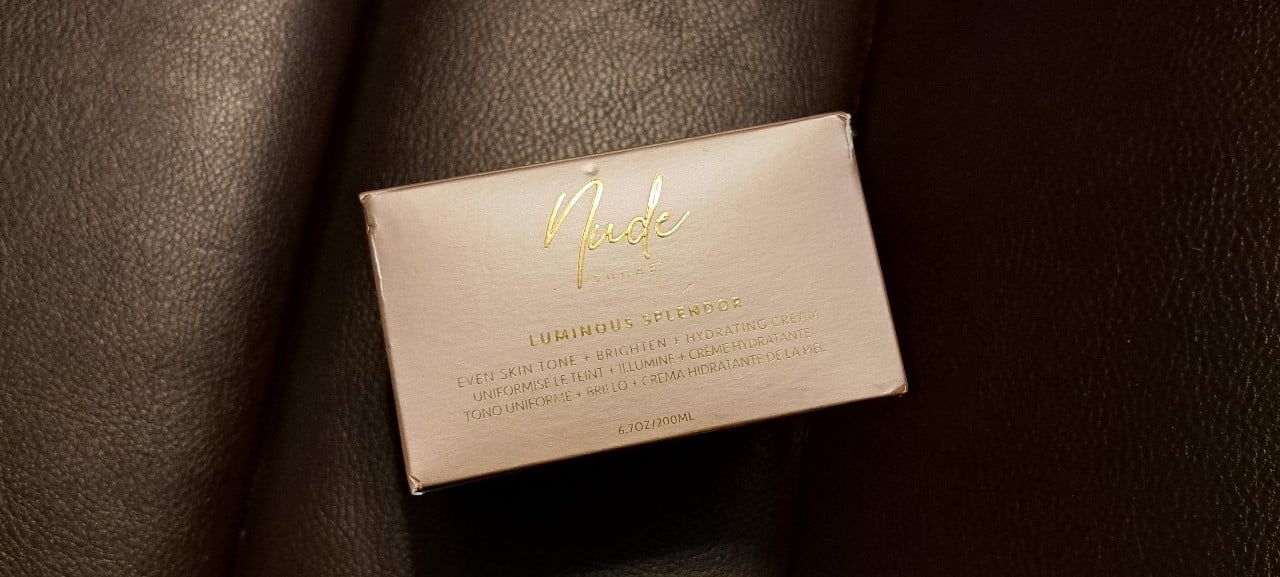 Nude
LUMINOUS SPLENDOR
EVEN SKIN TONE + BRIGHTEN + HYDRATING CREAM
UNIFORMISE LE TEINT + ILLUMINE + CRÈME HYDRATANTE
TONO UNIFORME + BRILLO + CREMA HIDRATANTE DE LA PIEL
6.7OZ/200ML